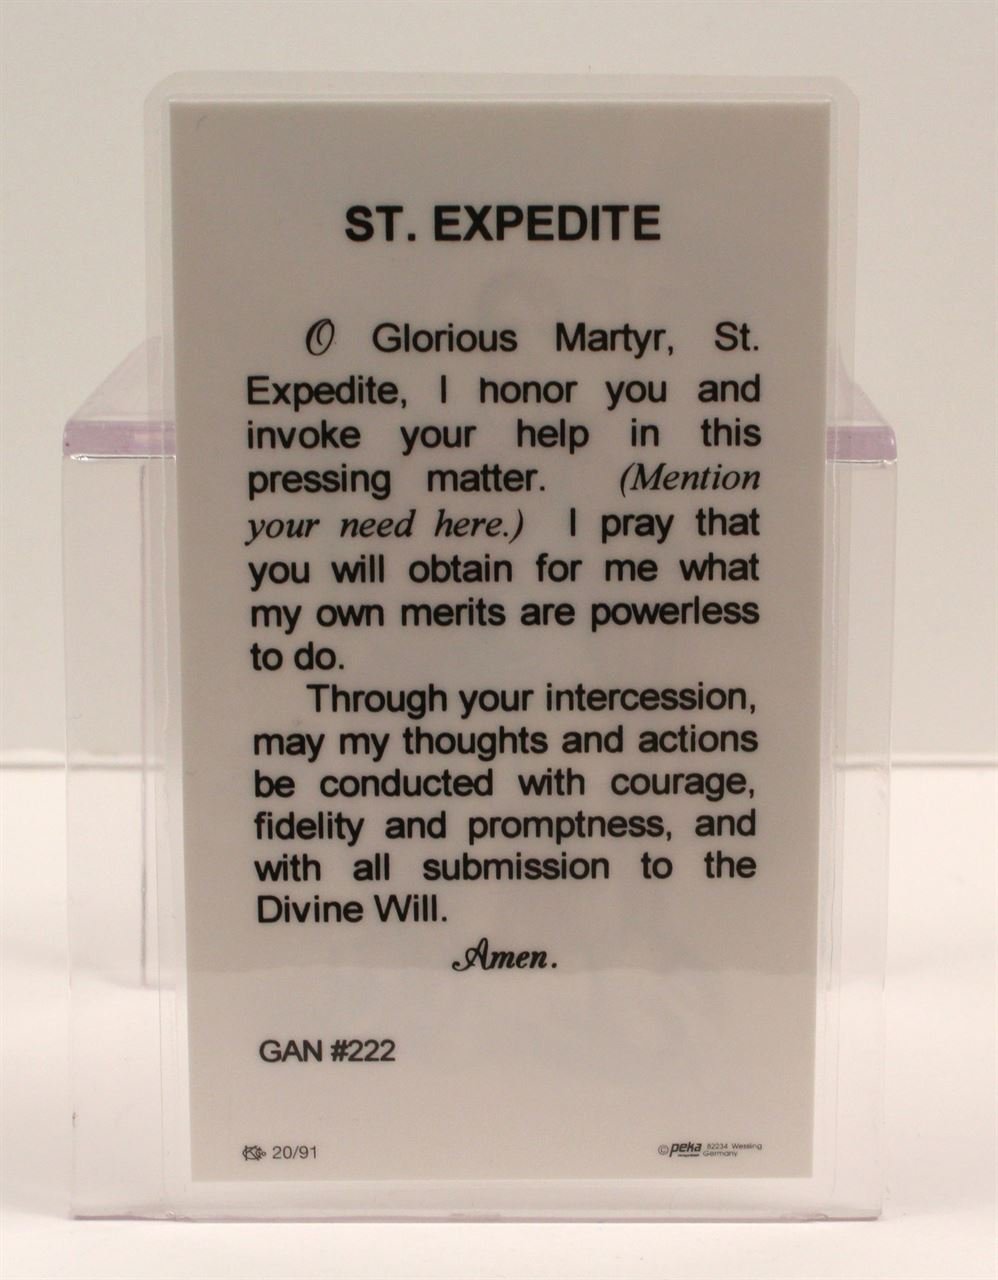 ST. EXPEDITE
O Glorious Martyr, St.
Expedite, I honor you and
invoke your help in this
pressing matter. (Mention
your need here.) I pray that
you will obtain for me what
my own merits are powerless
to do.
Through your intercession,
may my thoughts and actions
be conducted with courage,
fidelity and promptness, and
with all submission to the
Divine Will.
Amen.
GAN #222
20/91
© peka 82234 Wessling
Germany